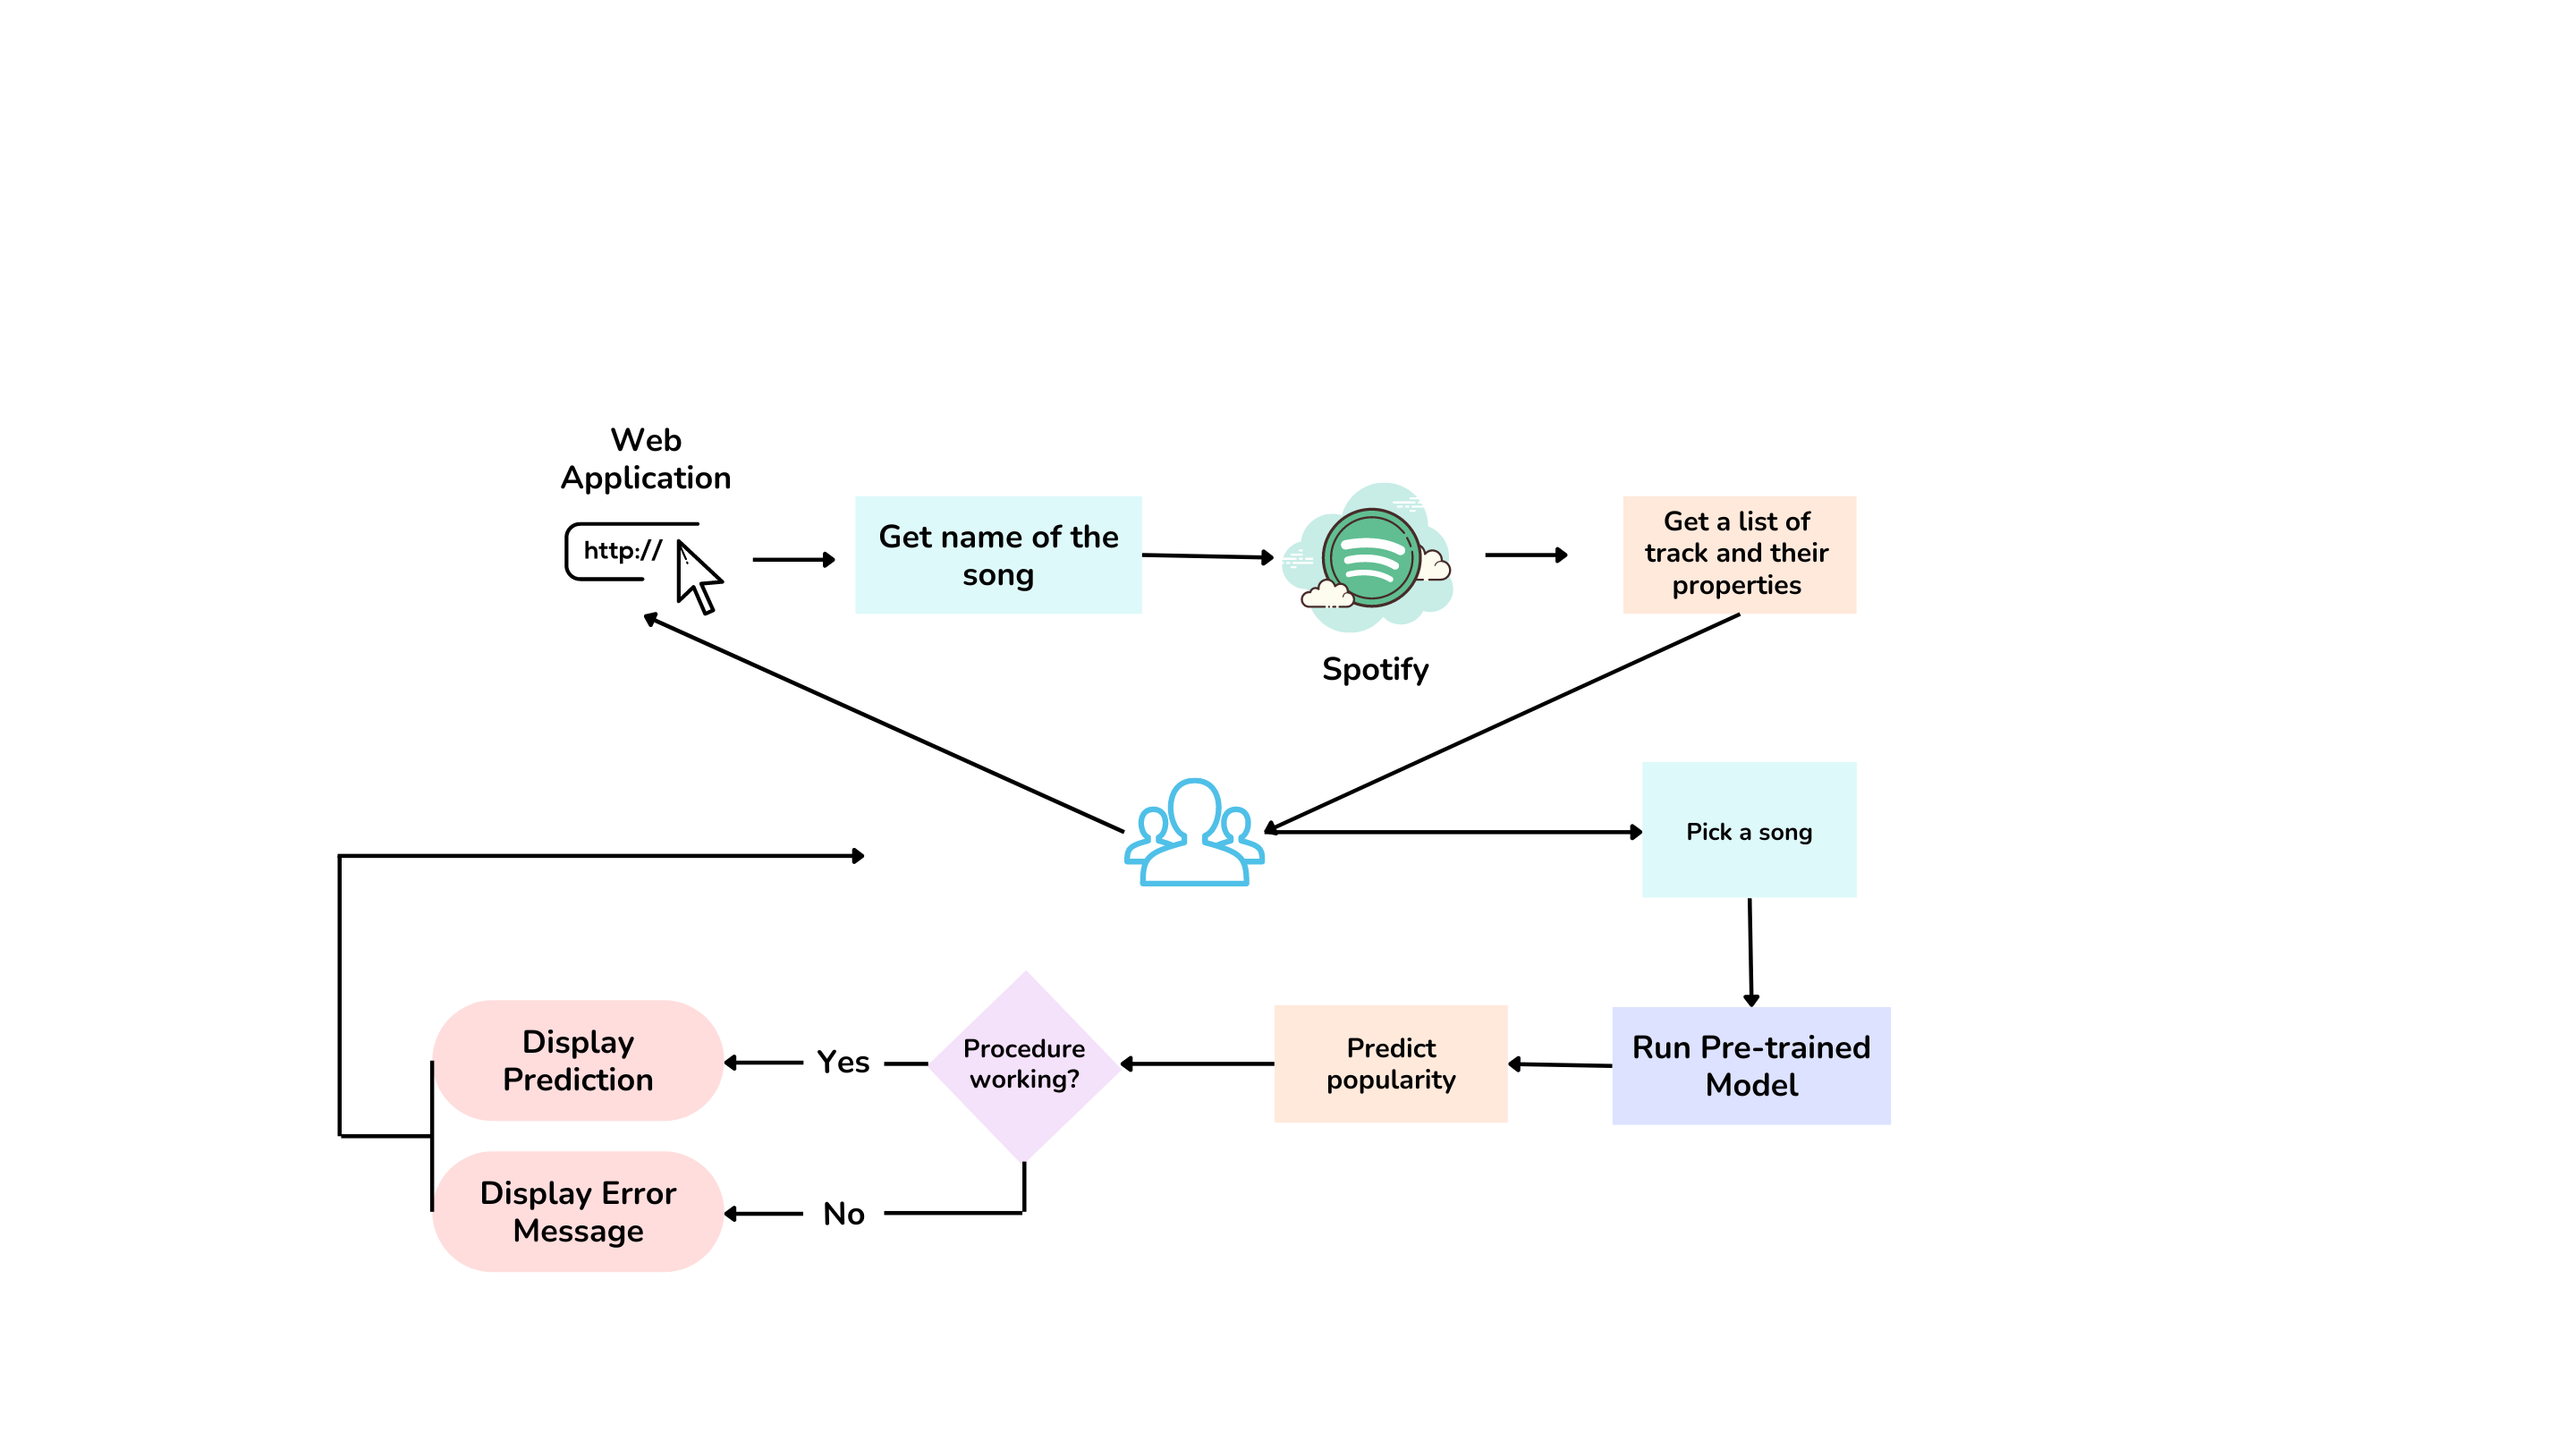 Web
Application
http://
Get name of the
song
Spotify
Get a list of
track and their
properties
Pick a song
Run Pre-trained
Model
Predict
popularity
Procedure
working?
Yes
Display
Prediction
No
Display Error
Message